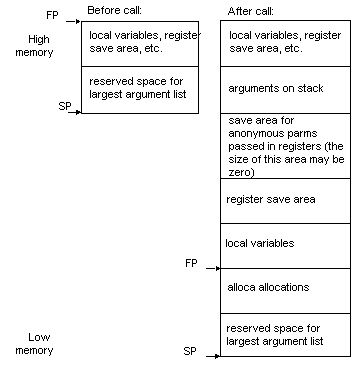 Before call:
FP
High
memory
local variables, register
save area, etc.
reserved space for
largest argument list
SP
After call:
local variables, register
save area, etc.
arguments on stack
save area for
anonymous parms
passed in registers (the
size of this area may be
zero)
register save area
local variables
FP
alloca allocations
reserved space for
largest argument list
Low
memory
SP